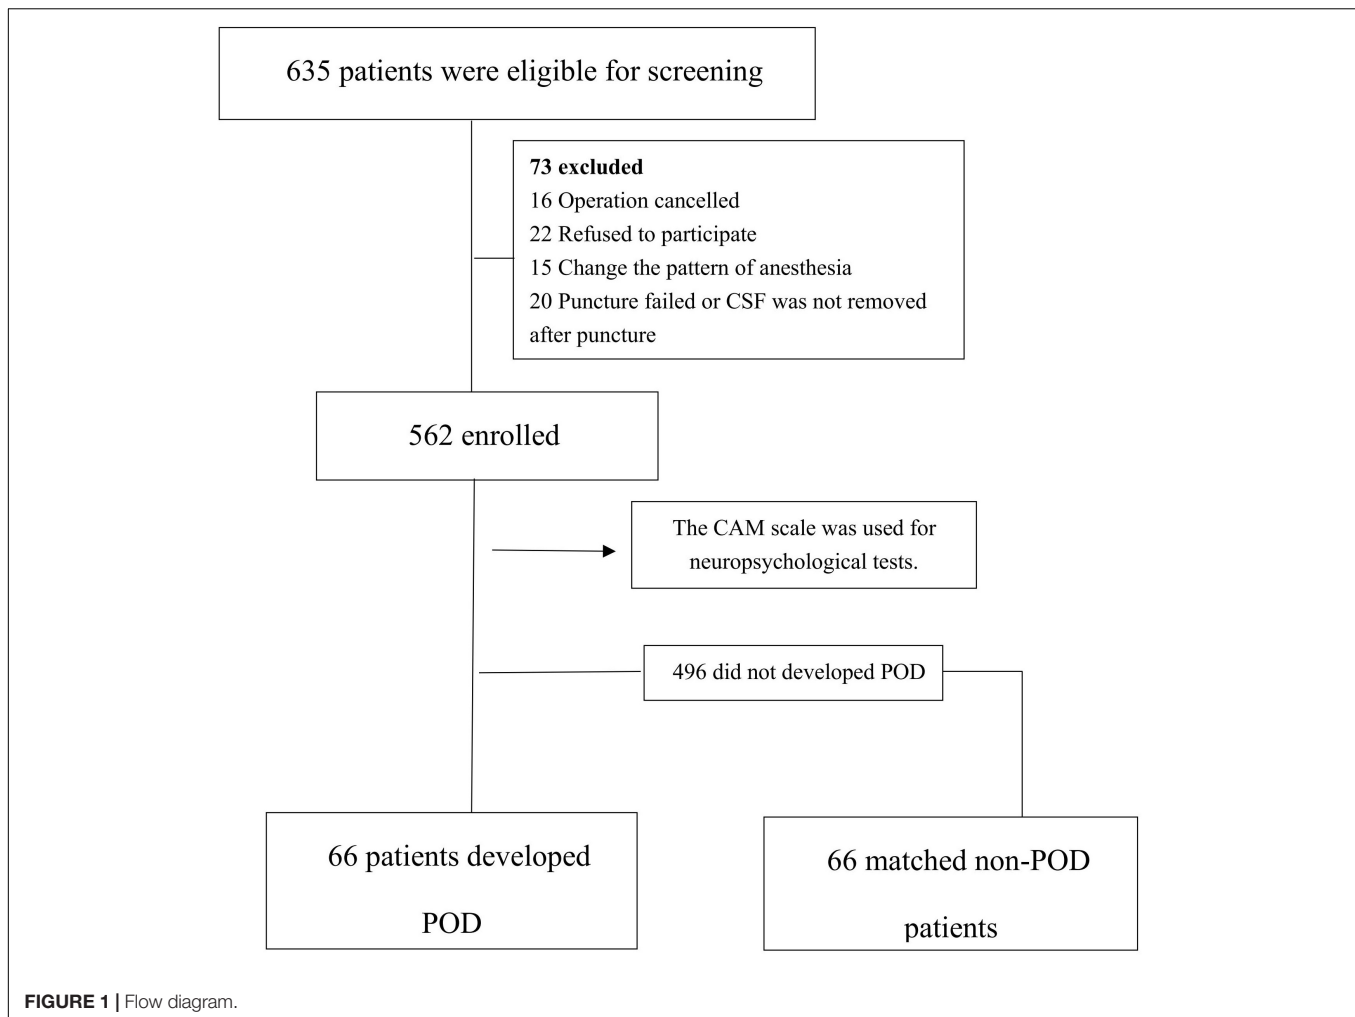 635 patients were eligible for screening
73 excluded
16 Operation cancelled
22 Refused to participate
15 Change the pattern of anesthesia
20 Puncture failed or CSF was not removed
after puncture
562 enrolled
The CAM scale was used for
neuropsychological tests.
496 did not developed POD
66 patients developed
POD
66 matched non-POD
patients
FIGURE 1 | Flow diagram.